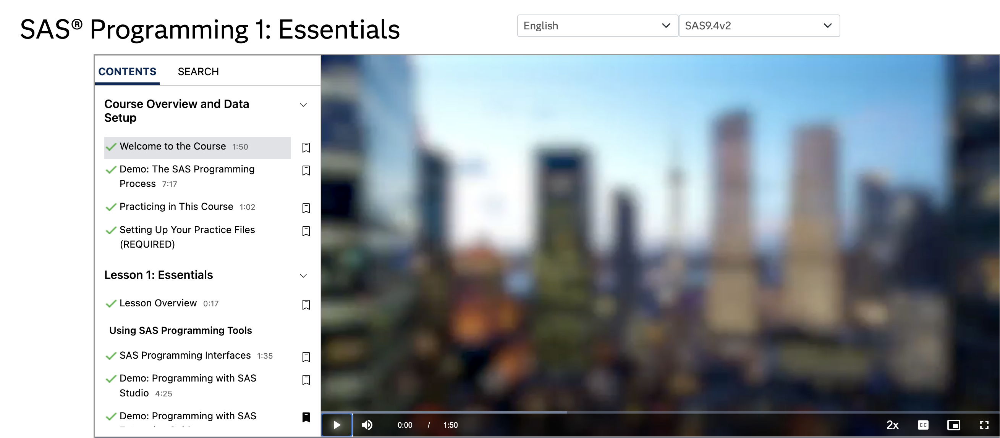 SAS® Programming 1: Essentials
English
SAS9.4v2
CONTENTS
SEARCH
Course Overview and Data
Setup
Welcome to the Course 1:50
Demo: The SAS Programming
Process 7:17
Practicing in This Course 1:02
Setting Up Your Practice Files
(REQUIRED)
Lesson 1: Essentials
Lesson Overview 0:17
Using SAS Programming Tools
SAS Programming Interfaces 1:35
Demo: Programming with SAS
Studio 4:25
Demo: Programming with SAS
0:00 / 1:50
2x
CC